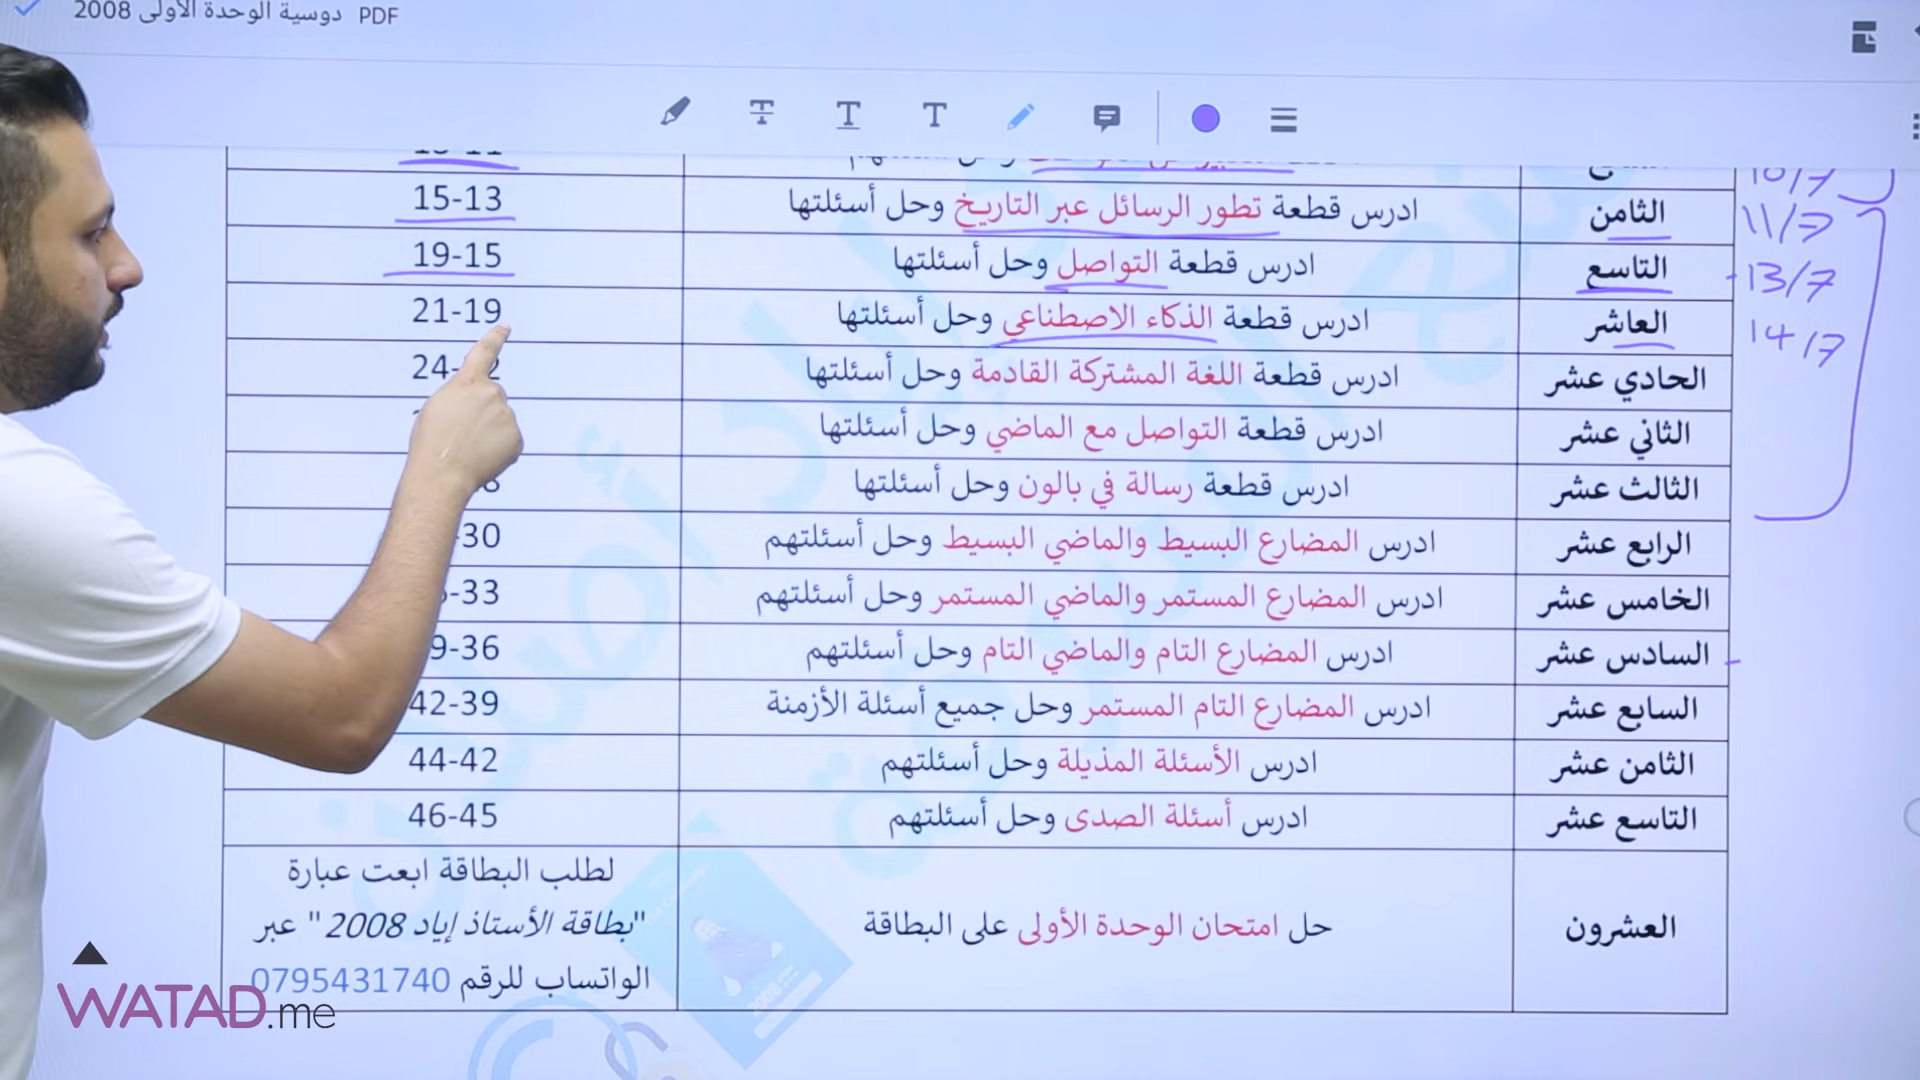 دوسية الوحدة الأولى 2008 PDF
10/7
الثامن ادرس قطعة تطور الرسائل عبر التاريخ وحل أسئلتها 15-13
11/7
التاسع ادرس قطعة التواصل وحل أسئلتها 19-15
13/7
العاشر ادرس قطعة الذكاء الاصطناعي وحل أسئلتها 21-19
14/7
الحادي عشر ادرس قطعة اللغة المشتركة القادمة وحل أسئلتها
الثاني عشر ادرس قطعة التواصل مع الماضي وحل أسئلتها
الثالث عشر ادرس قطعة رسالة في بالون وحل أسئلتها
الرابع عشر ادرس المضارع البسيط والماضي البسيط وحل أسئلتهم 30
الخامس عشر ادرس المضارع المستمر والماضي المستمر وحل أسئلتهم 33
السادس عشر ادرس المضارع التام والماضي التام وحل أسئلتهم 9-36
السابع عشر ادرس المضارع التام المستمر وحل جميع أسئلة الأزمنة 42-39
الثامن عشر ادرس الأسئلة المذيلة وحل أسئلتهم 44-42
التاسع عشر ادرس أسئلة الصدى وحل أسئلتهم 46-45
العشرون حل امتحان الوحدة الأولى على البطاقة
لطلب البطاقة ابعت عبارة
"بطاقة الأستاذ إياد 2008" عبر
الواتساب للرقم 0795431740
WATAD.me